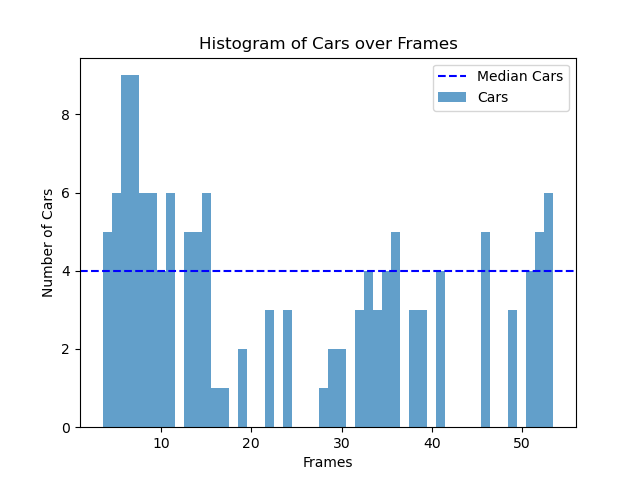 Histogram of Cars over Frames
Median Cars
Cars
Number of Cars
8
6
4
2
0
10 20 30 40 50
Frames